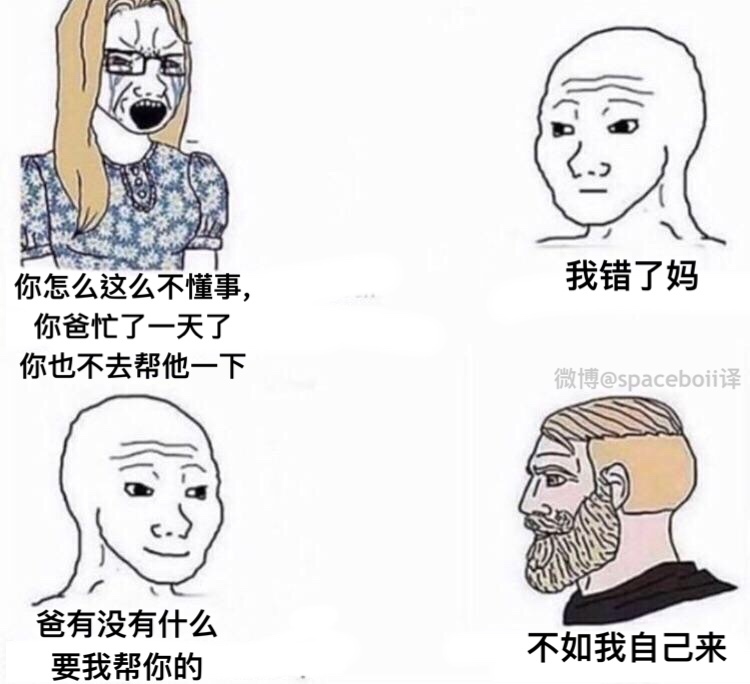 你怎么这么不懂事,
你爸忙了一天了
你也不去帮他一下
我错了妈
微博@spaceboii译
爸有没有什么
要我帮你的
不如我自己来